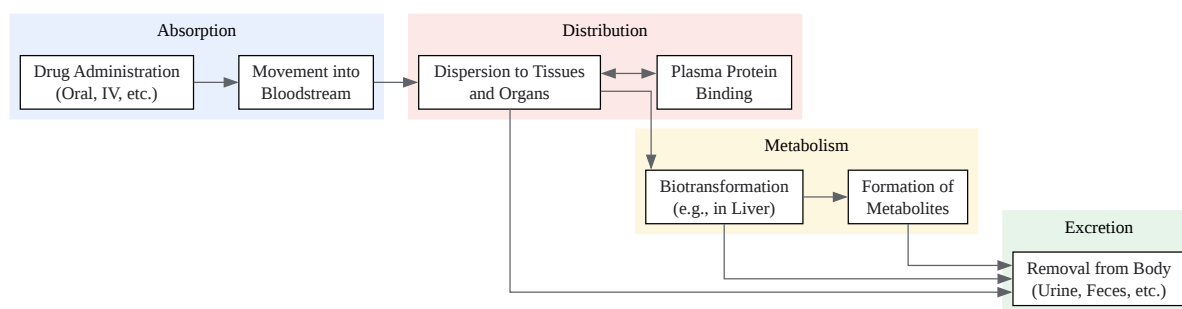 Absorption
Drug Administration
(Oral, IV, etc.)
Movement into
Bloodstream
Distribution
Dispersion to Tissues
and Organs
Plasma Protein
Binding
Metabolism
Biotransformation
(e.g., in Liver)
Formation of
Metabolites
Excretion
Removal from Body
(Urine, Feces, etc.)